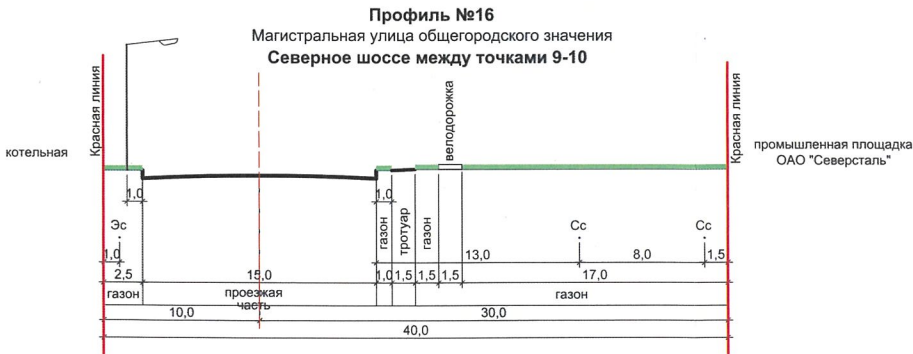 Профиль №16
Магистральная улица общегородского значения
Северное шоссе между точками 9-10
Красная линия
велодорожка
Красная линия
котельная
промышленная площадка
ОАО "Северсталь"
1,0
1,0
Эс
газон
тротуар
газон
Сс
Сс
1,0
13,0
8,0
1,5
2,5
15,0
1,0
1,5
1,5
1,5
17,0
газон
проезжая
часть
газон
10,0
30,0
40,0